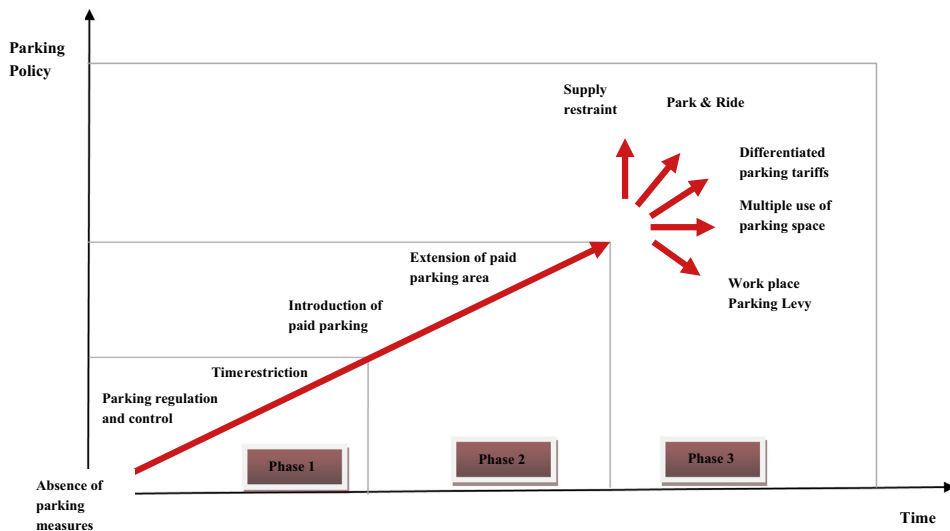 Parking
Policy
Supply
restraint
Park & Ride
Differentiated
parking tariffs
Multiple use of
parking space
Work place
Parking Levy
Extension of paid
parking area
Introduction of
paid parking
Time restriction
Parking regulation
and control
Phase 1
Phase 2
Phase 3
Absence of
parking
measures
Time